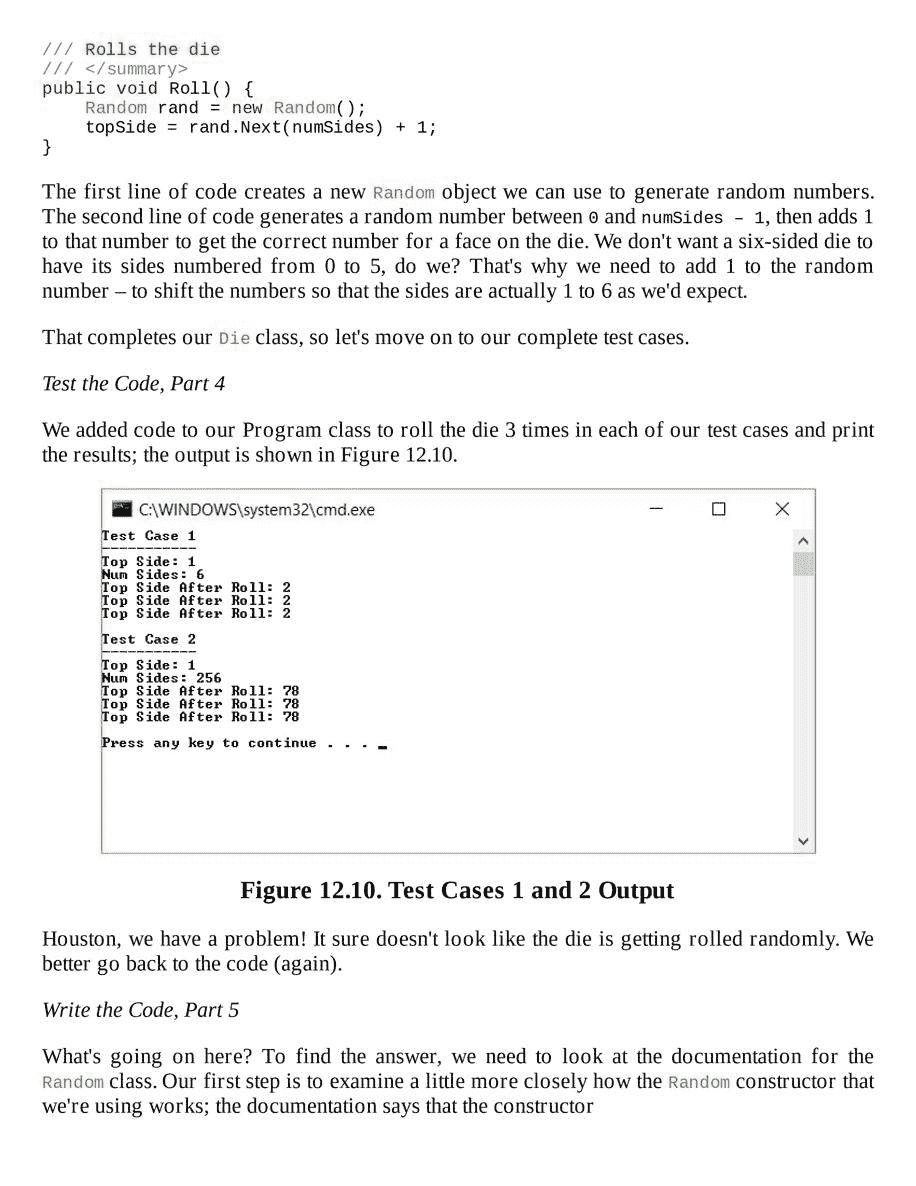 /// Rolls the die
/// </summary>
public void Roll() {
    Random rand = new Random();
    topSide = rand.Next(numSides) + 1;
}
The first line of code creates a new Random object we can use to generate random numbers.
The second line of code generates a random number between 0 and numSides – 1, then adds 1
to that number to get the correct number for a face on the die. We don't want a six-sided die to
have its sides numbered from 0 to 5, do we? That's why we need to add 1 to the random
number – to shift the numbers so that the sides are actually 1 to 6 as we'd expect.
That completes our Die class, so let's move on to our complete test cases.
Test the Code, Part 4
We added code to our Program class to roll the die 3 times in each of our test cases and print
the results; the output is shown in Figure 12.10.
C:\WINDOWS\system32\cmd.exe
Test Case 1
-----------
Top Side: 1
Num Sides: 6
Top Side After Roll: 2
Top Side After Roll: 2
Top Side After Roll: 2
Test Case 2
-----------
Top Side: 1
Num Sides: 256
Top Side After Roll: 78
Top Side After Roll: 78
Top Side After Roll: 78
Press any key to continue . . . _
Figure 12.10. Test Cases 1 and 2 Output
Houston, we have a problem! It sure doesn't look like the die is getting rolled randomly. We
better go back to the code (again).
Write the Code, Part 5
What's going on here? To find the answer, we need to look at the documentation for the
Random class. Our first step is to examine a little more closely how the Random constructor that
we're using works; the documentation says that the constructor